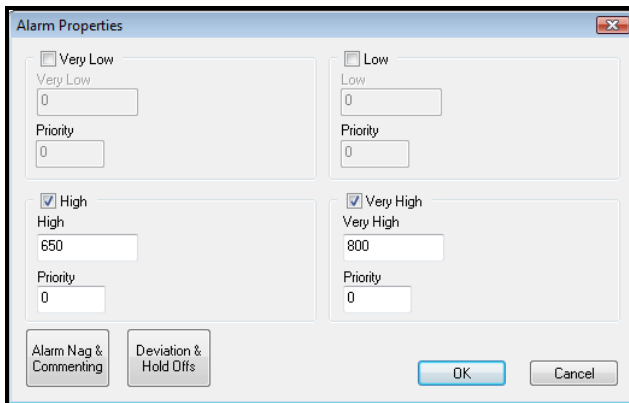 Alarm Properties
Very Low
Very Low
0
Priority
0
Low
Low
0
Priority
0
High
High
650
Priority
0
Very High
Very High
800
Priority
0
Alarm Nag &
Commenting
Deviation &
Hold Offs
OK
Cancel